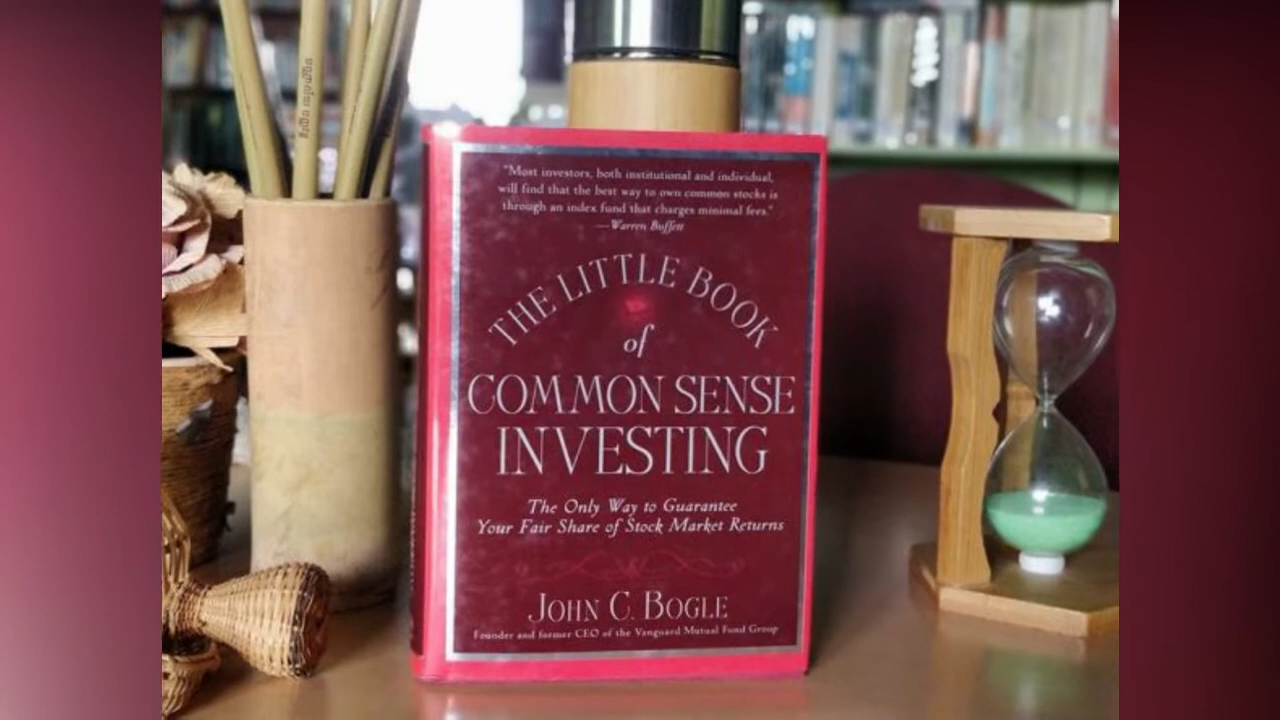 "Most investors, both institutional and individual,
will find that the best way to own common stocks is
through an index fund that charges minimal fees."
—Warren Buffett
THE LITTLE BOOK
of
COMMON SENSE
INVESTING
The Only Way to Guarantee
Your Fair Share of Stock Market Returns
JOHN C. BOGLE
Founder and former CEO of the Vanguard Mutual Fund Group